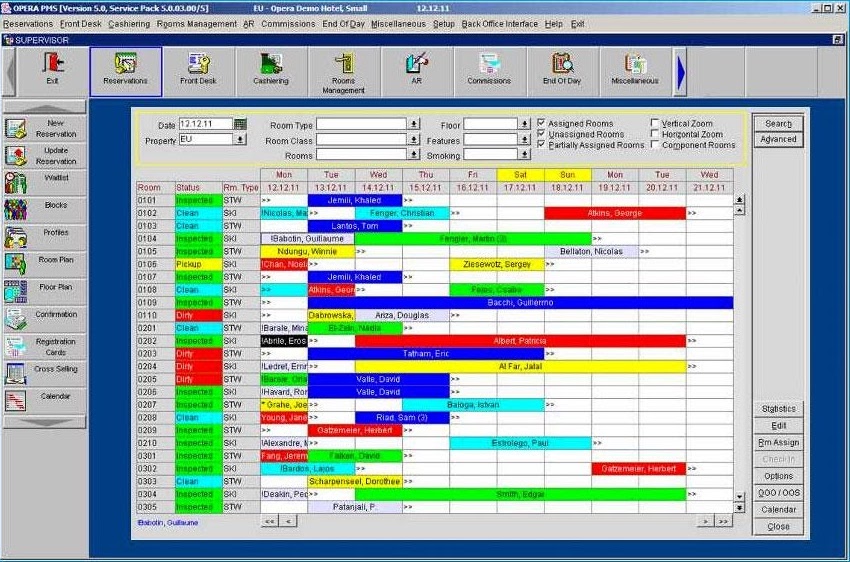 OPERA PMS [Version 5.0, Service Pack 5.0.03.00/5] EU - Opera Demo Hotel, Small 12.12.11
Reservations Front Desk Cashiering Rooms Management AR Commissions End Of Day Miscellaneous Setup Back Office Interface Help Exit
SUPERVISOR
Exit Reservations Front Desk Cashiering Rooms Management AR Commissions End Of Day Miscellaneous
New Reservation
Update Reservation
Waitlist
Blocks
Profiles
Room Plan
Floor Plan
Confirmation
Registration Cards
Cross Selling
Calendar
Date 12.12.11 Room Type Floor Assigned Rooms Vertical Zoom
Property EU Room Class Features Unassigned Rooms Horizontal Zoom
Rooms Smoking Partially Assigned Rooms Component Rooms
Search
Advanced
Mon Tue Wed Thu Fri Sat Sun Mon Tue Wed
Room Status Rm. Type 12.12.11 13.12.11 14.12.11 15.12.11 16.12.11 17.12.11 18.12.11 19.12.11 20.12.11 21.12.11
0101 Inspected STW >> Jemili, Khaled >>
0102 Clean SKI !Nicolas, Ma >> Fenger, Christian >> Atkins, George >>
0103 Clean STW >> Lantos, Tom >>
0104 Inspected SKI !Babotin, Guillaume Fengler, Martin (3) >>
0105 Inspected STW Ndungu, Winnie >> Bellaton, Nicolas >>
0106 Pickup SKI !Chan, Noel >> Ziesewotz, Sergey >>
0107 Inspected STW >> Jemili, Khaled >>
0108 Clean SKI >> Atkins, Geor >> Fejos, Csaba >>
0109 Inspected STW >> Bacchi, Guillermo
0110 Dirty STW >> Dabrowska, Ariza, Douglas >>
0201 Clean SKI !Barale, Mina El-Zein, Nadia >>
0202 Inspected SKI !Abrile, Eros >> Albert, Patricia >>
0203 Dirty STW >> Tatham, Eric >>
0204 Dirty SKI !Ledret, Emm >> Al Far, Jalal >>
0205 Dirty STW Valle, David >>
0206 Inspected SKI !Havard, Ro Valle, David >>
0207 Inspected STW * Grahe, Joe >> Baloga, Istvan >>
0208 Clean SKI Young, Jane >> Riad, Sam (3) >>
0209 Inspected STW >> Gatzemeier, Herbert >>
0210 Inspected SKI !Alexandre, M >> Estrolego, Paul >>
0301 Inspected STW Fang, Jerem Falken, David >>
0302 Inspected SKI !Bardos, Lajos >> Gatzemeier, Herbert >>
0303 Clean STW >> Scharpenseel, Dorothee >>
0304 Inspected SKI !Deakin, Ped >> Smith, Edgar >>
0305 Inspected STW >> Patanjali, P. >>
!Babotin, Guillaume << < > >>
Statistics
Edit
Rm Assign
Check In
Options
OOO / OOS
Calendar
Close